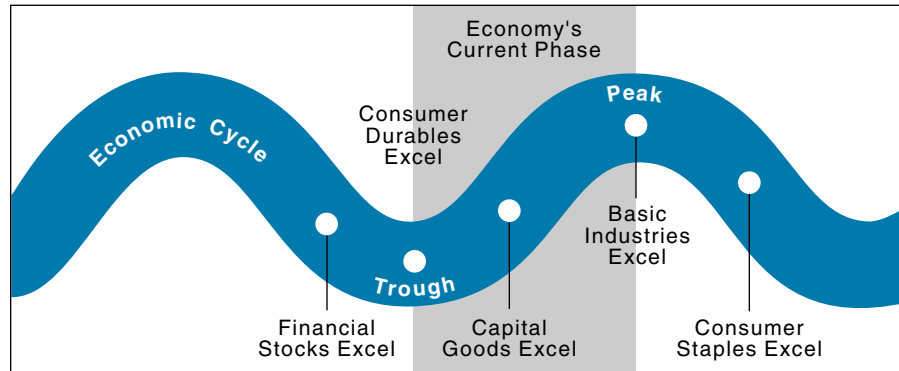 Economy's
Current Phase
Economic Cycle
Consumer
Durables
Excel
Peak
Trough
Basic
Industries
Excel
Financial
Stocks Excel
Capital
Goods Excel
Consumer
Staples Excel